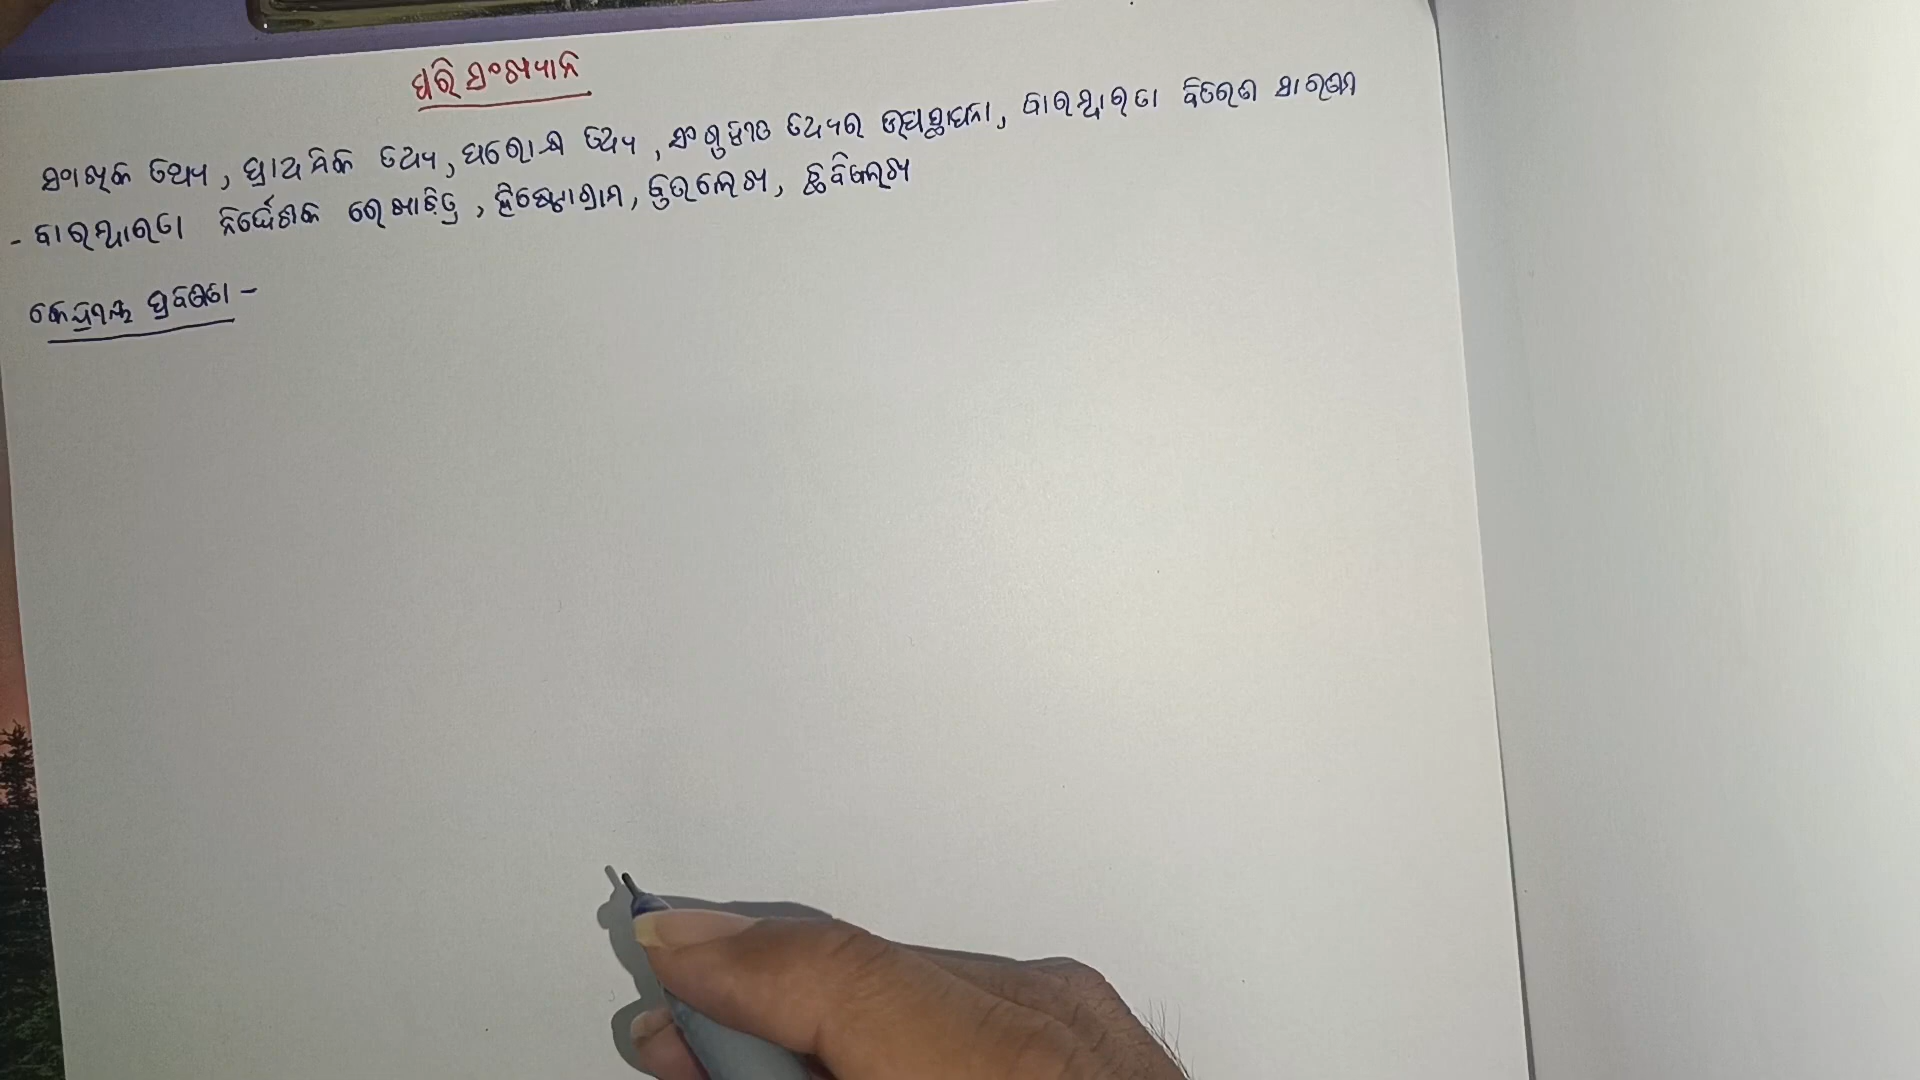 ପରିସଂଖ୍ୟାନ
ସାଂଖିକ ତଥ୍ୟ, ପ୍ରାଥମିକ ତଥ୍ୟ, ପରୋକ୍ଷ ତଥ୍ୟ, ସଂଗୃହୀତ ତଥ୍ୟର ଉପସ୍ଥାପନା, ବାରମ୍ବାରତା ବିତରଣ ସାରଣୀ
- ବାରମ୍ବାରତା ନିର୍ଦ୍ଦେଶକ ରେଖାଚିତ୍ର, ହିଷ୍ଟୋଗ୍ରାମ, ବୃତ୍ତଲେଖ, ଛବିଲେଖ
କେନ୍ଦ୍ରୀୟ ପ୍ରବଣତା -